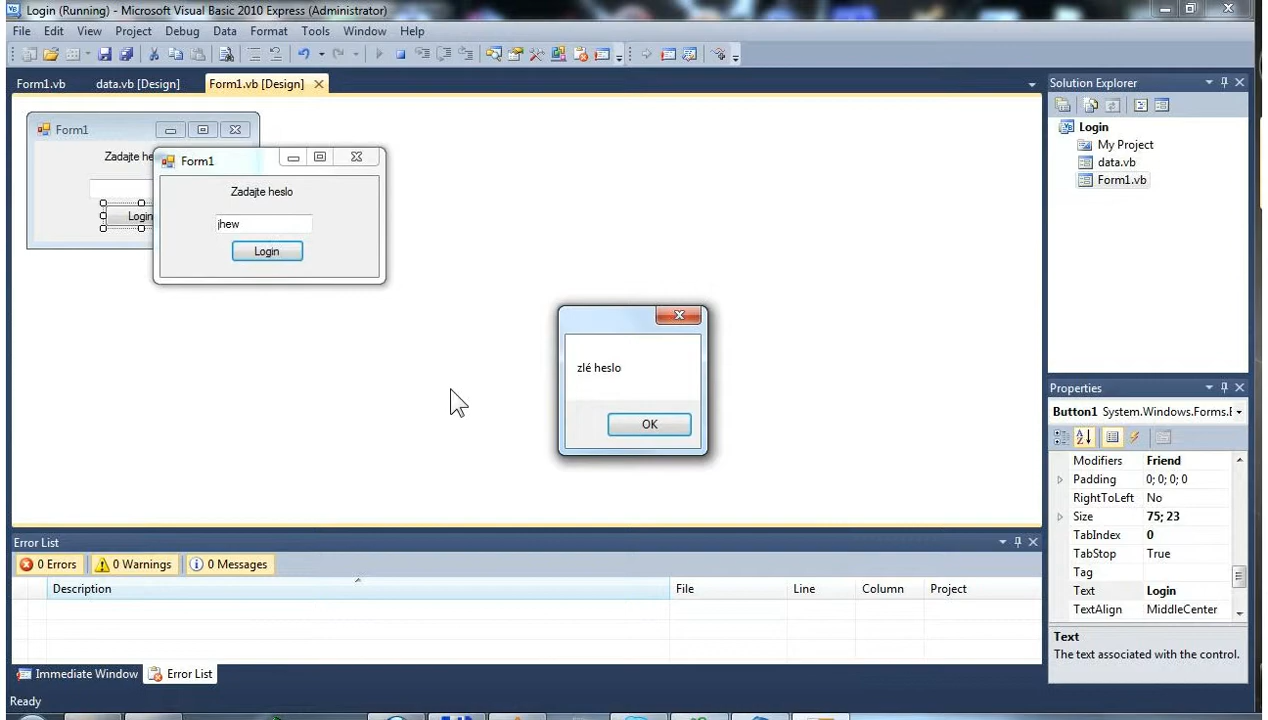 Login (Running) - Microsoft Visual Basic 2010 Express (Administrator)
File Edit View Project Debug Data Format Tools Window Help
Form1.vb data.vb [Design] Form1.vb [Design]
Form1
Zadajte he
Login
Form1
Zadajte heslo
jhew
Login
zlé heslo
OK
Solution Explorer
Login
My Project
data.vb
Form1.vb
Properties
Button1 System.Windows.Forms.
Modifiers Friend
Padding 0; 0; 0; 0
RightToLeft No
Size 75; 23
TabIndex 0
TabStop True
Tag
Text Login
TextAlign MiddleCenter
Text
The text associated with the control.
Error List
0 Errors 0 Warnings 0 Messages
Description File Line Column Project
Immediate Window Error List
Ready